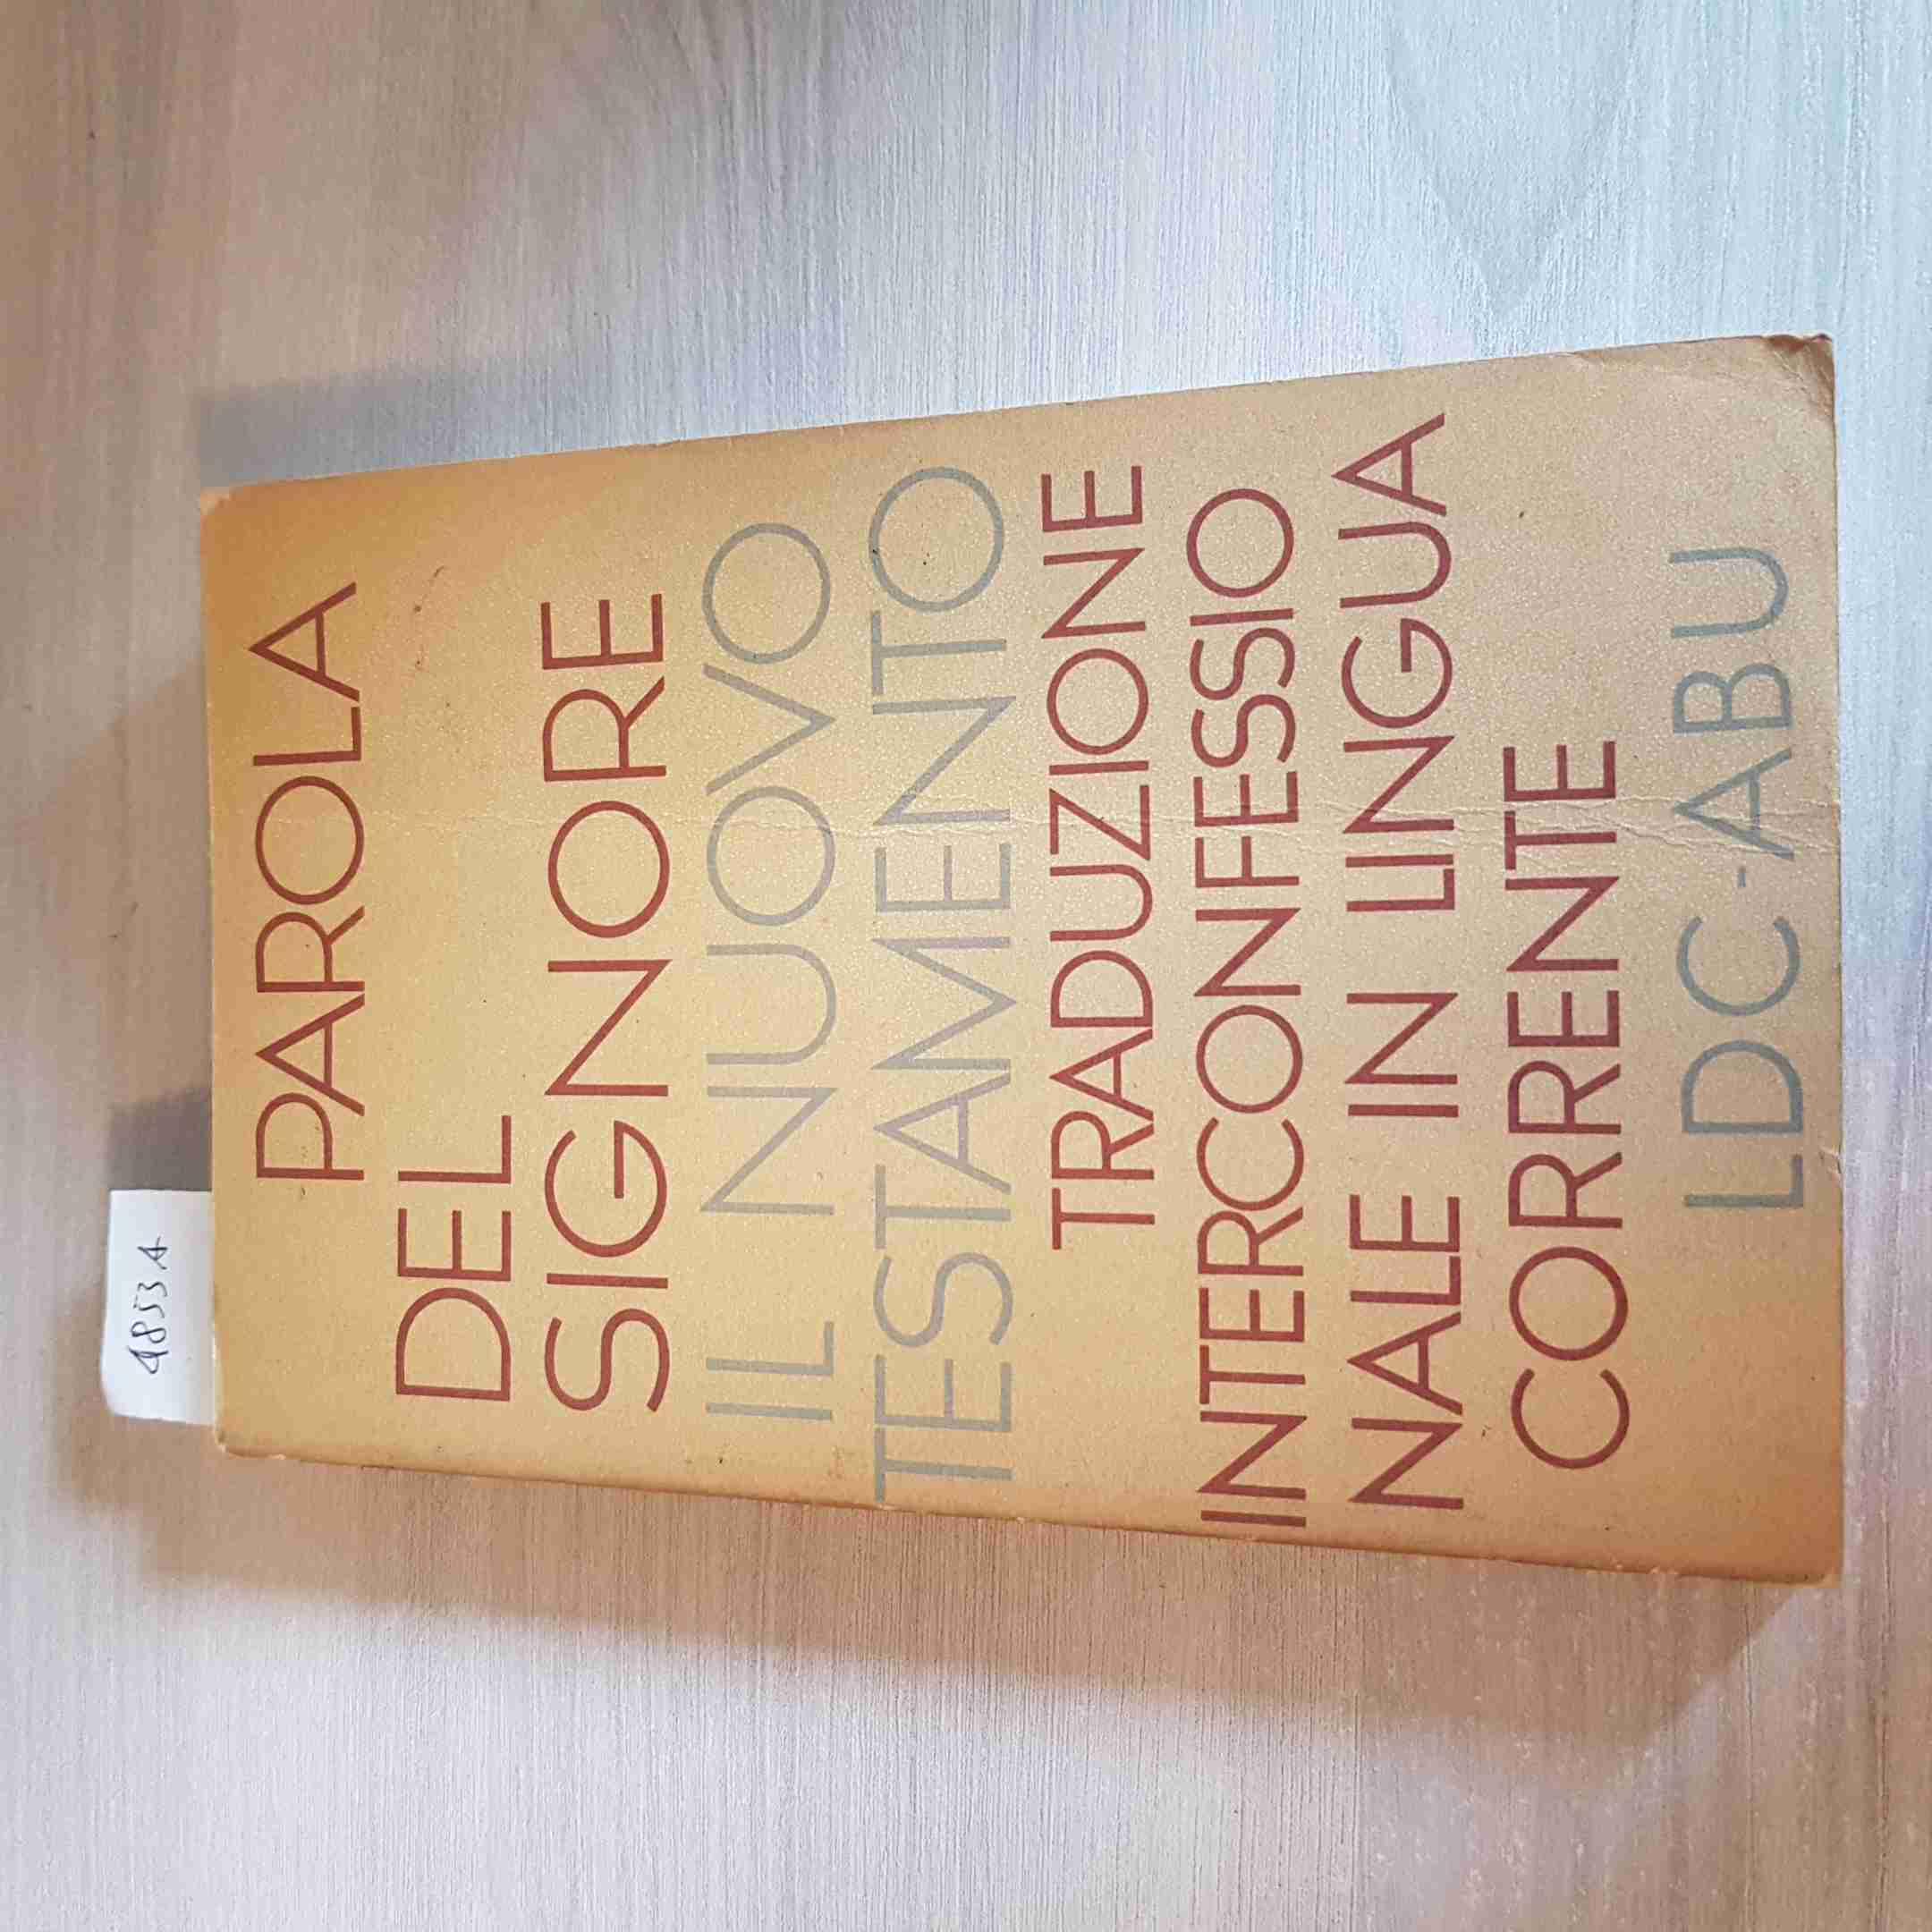 4853A
PAROLA
DEL
SIGNORE
IL NUOVO
TESTAMENTO
TRADUZIONE
INTERCONFESSIO
NALE IN LINGUA
CORRENTE
LDC-ABU